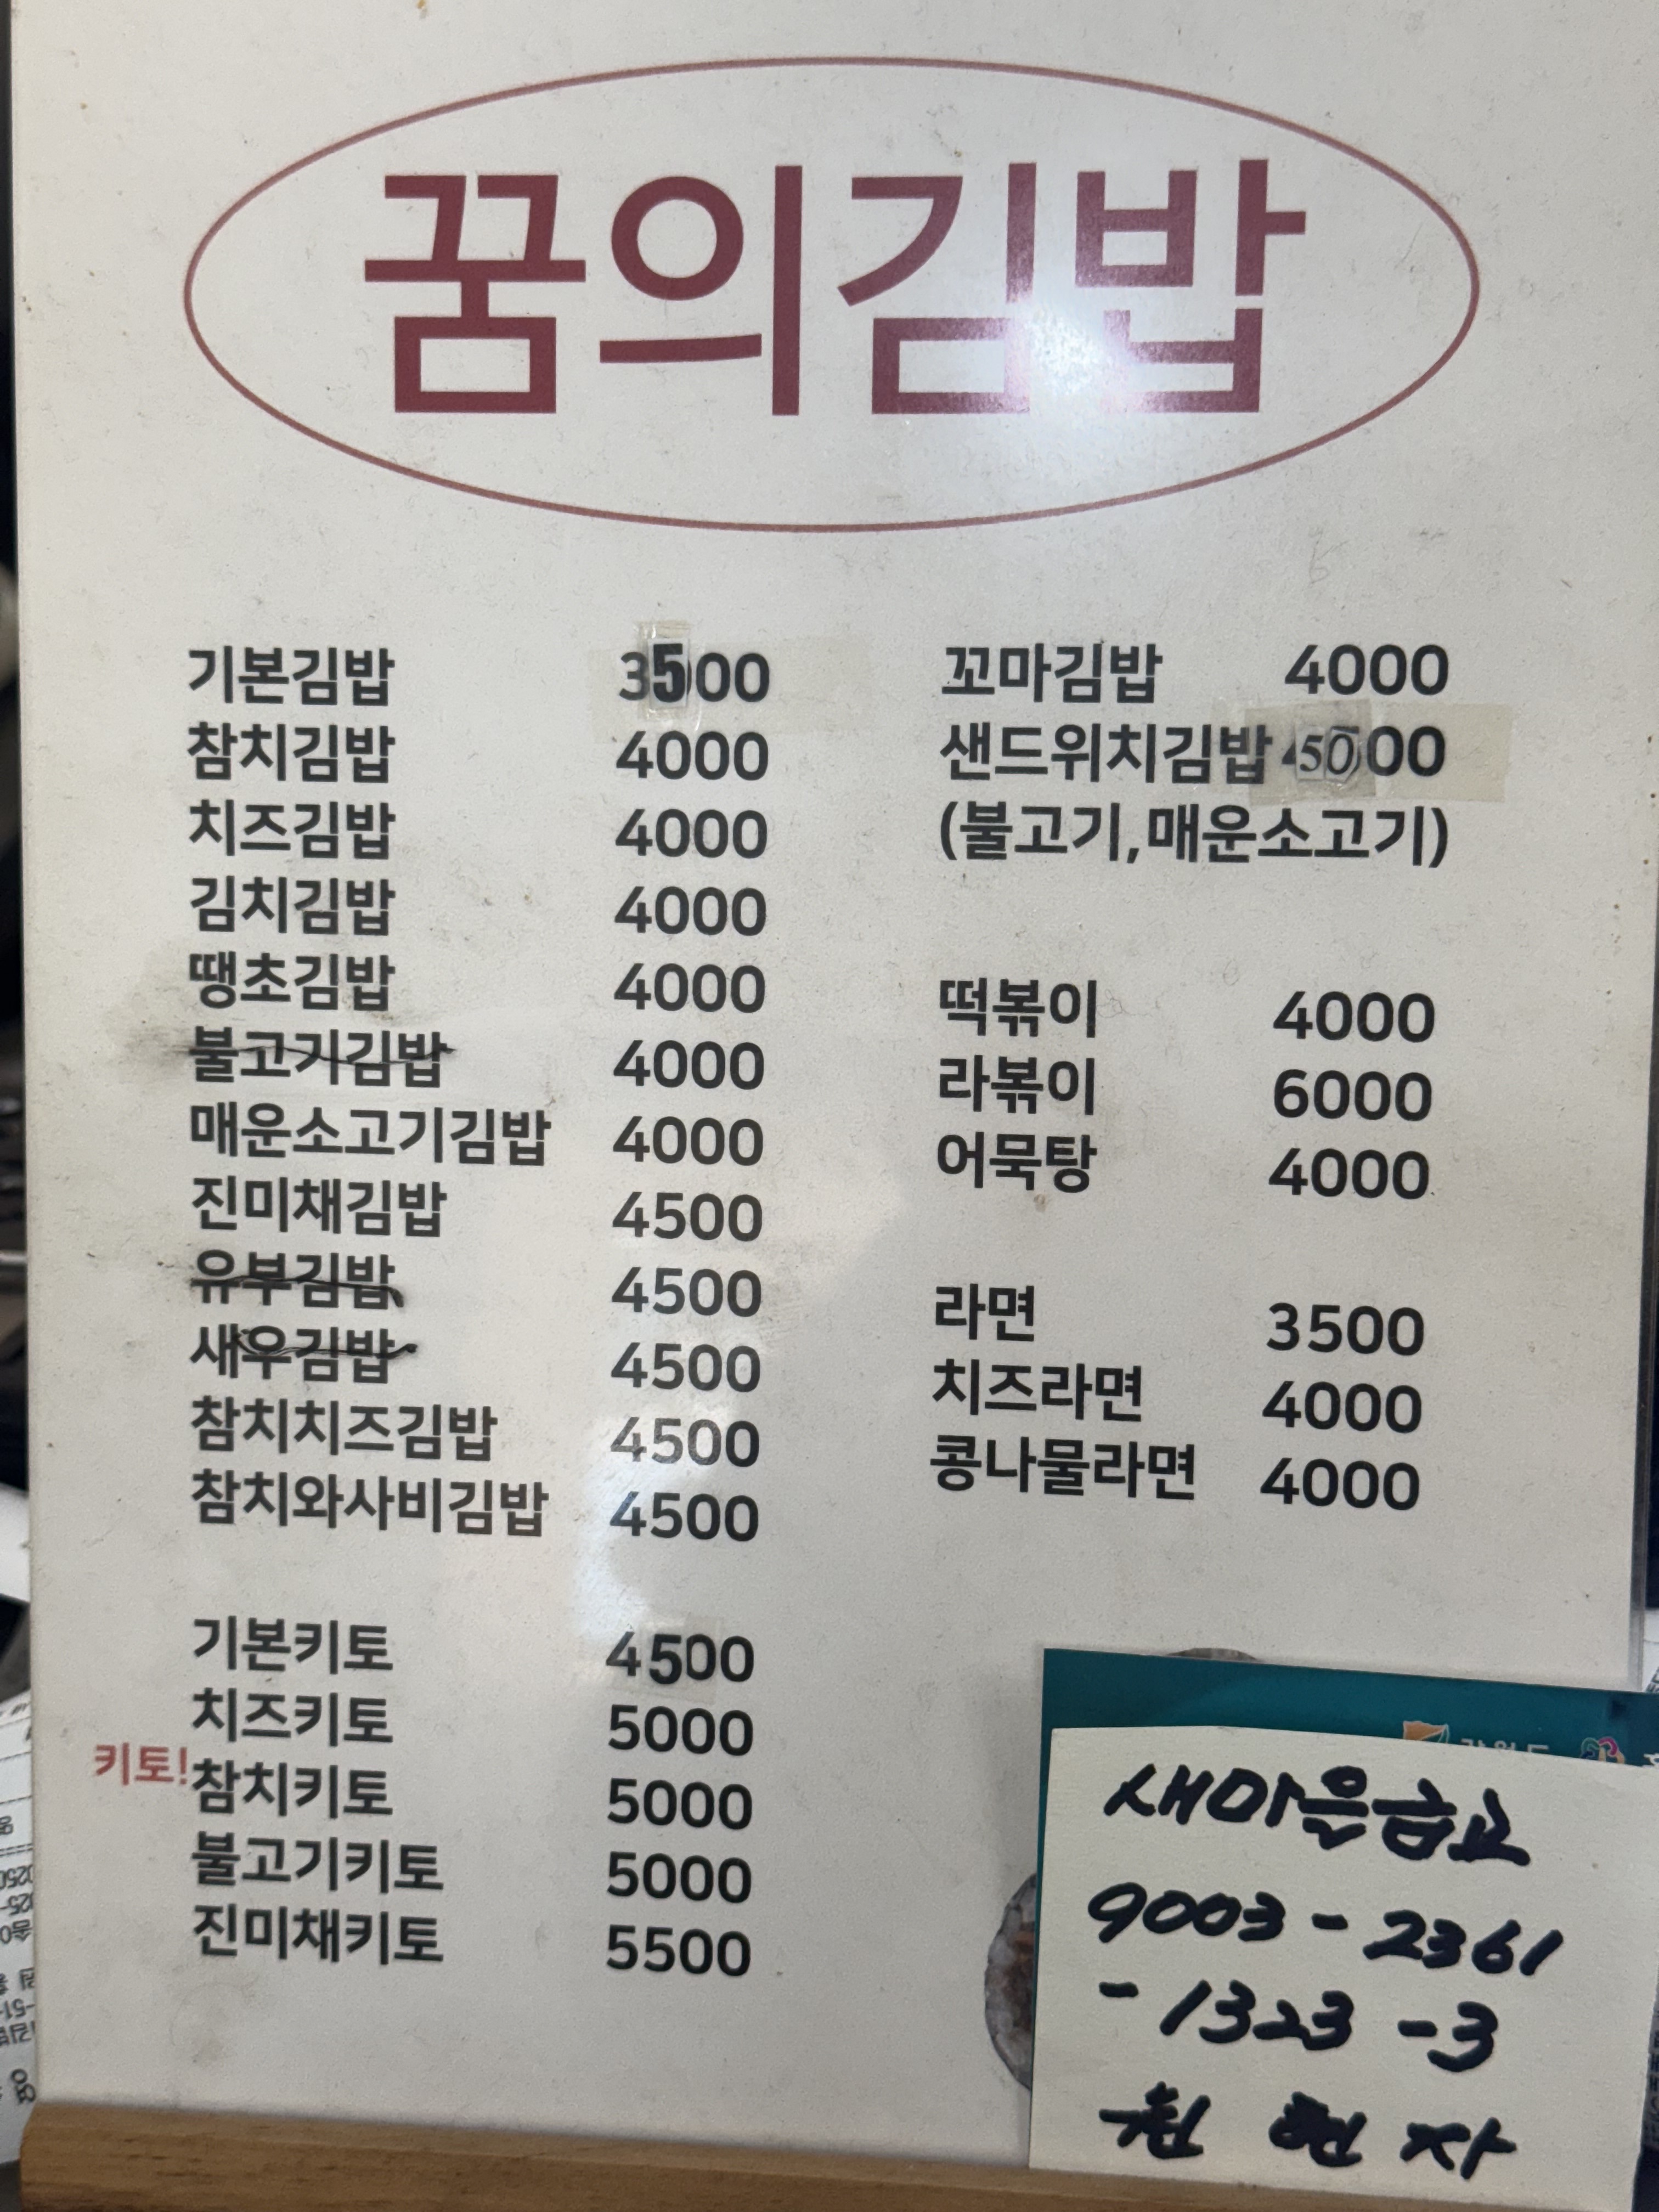 꿈의김밥
기본김밥 3500
참치김밥 4000
치즈김밥 4000
김치김밥 4000
땡초김밥 4000
불고기김밥 4000
매운소고기김밥 4000
진미채김밥 4500
유부김밥 4500
새우김밥 4500
참치치즈김밥 4500
참치와사비김밥 4500
기본키토 4500
치즈키토 5000
키토!
참치키토 5000
불고기키토 5000
진미채키토 5500
꼬마김밥 4000
샌드위치김밥 5000
(불고기,매운소고기)
떡볶이 4000
라볶이 6000
어묵탕 4000
라면 3500
치즈라면 4000
콩나물라면 4000
새마을금고
9003-2361
-1323-3
원현자